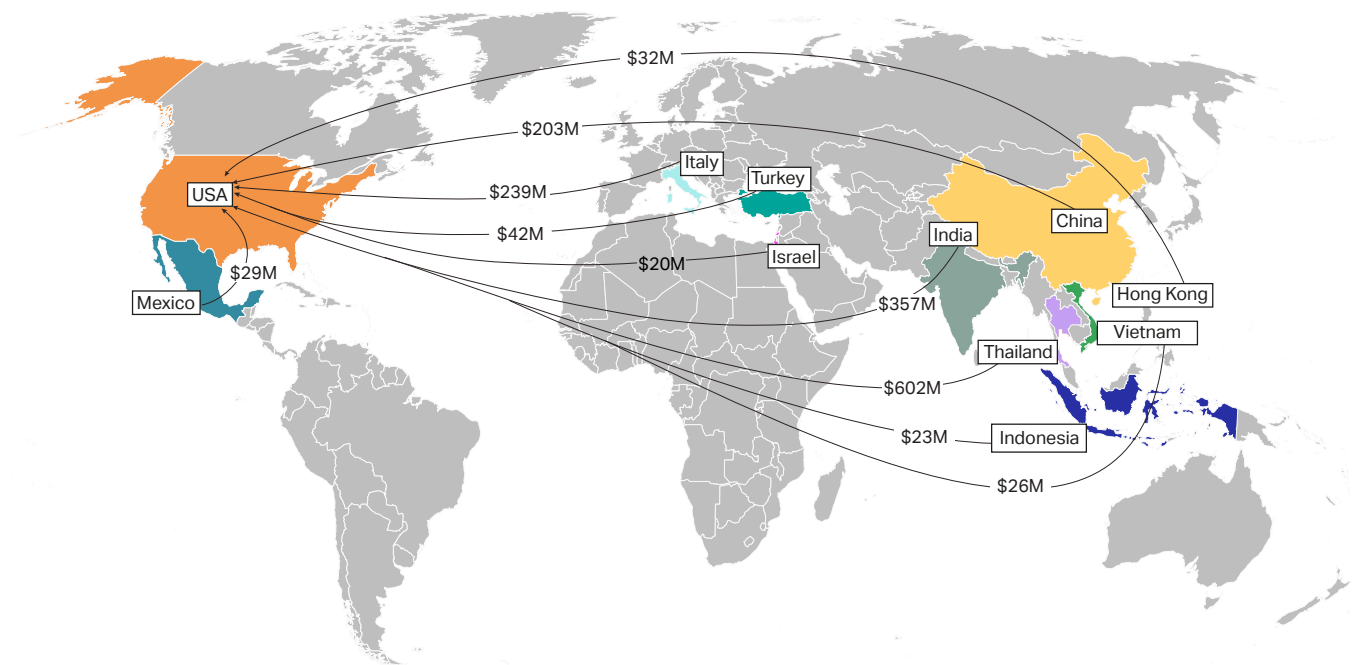 $32M
$203M
Italy
Turkey
USA
$239M
China
$42M
India
Israel
$20M
$29M
Mexico
Hong Kong
$357M
Vietnam
Thailand
$602M
$23M
Indonesia
$26M